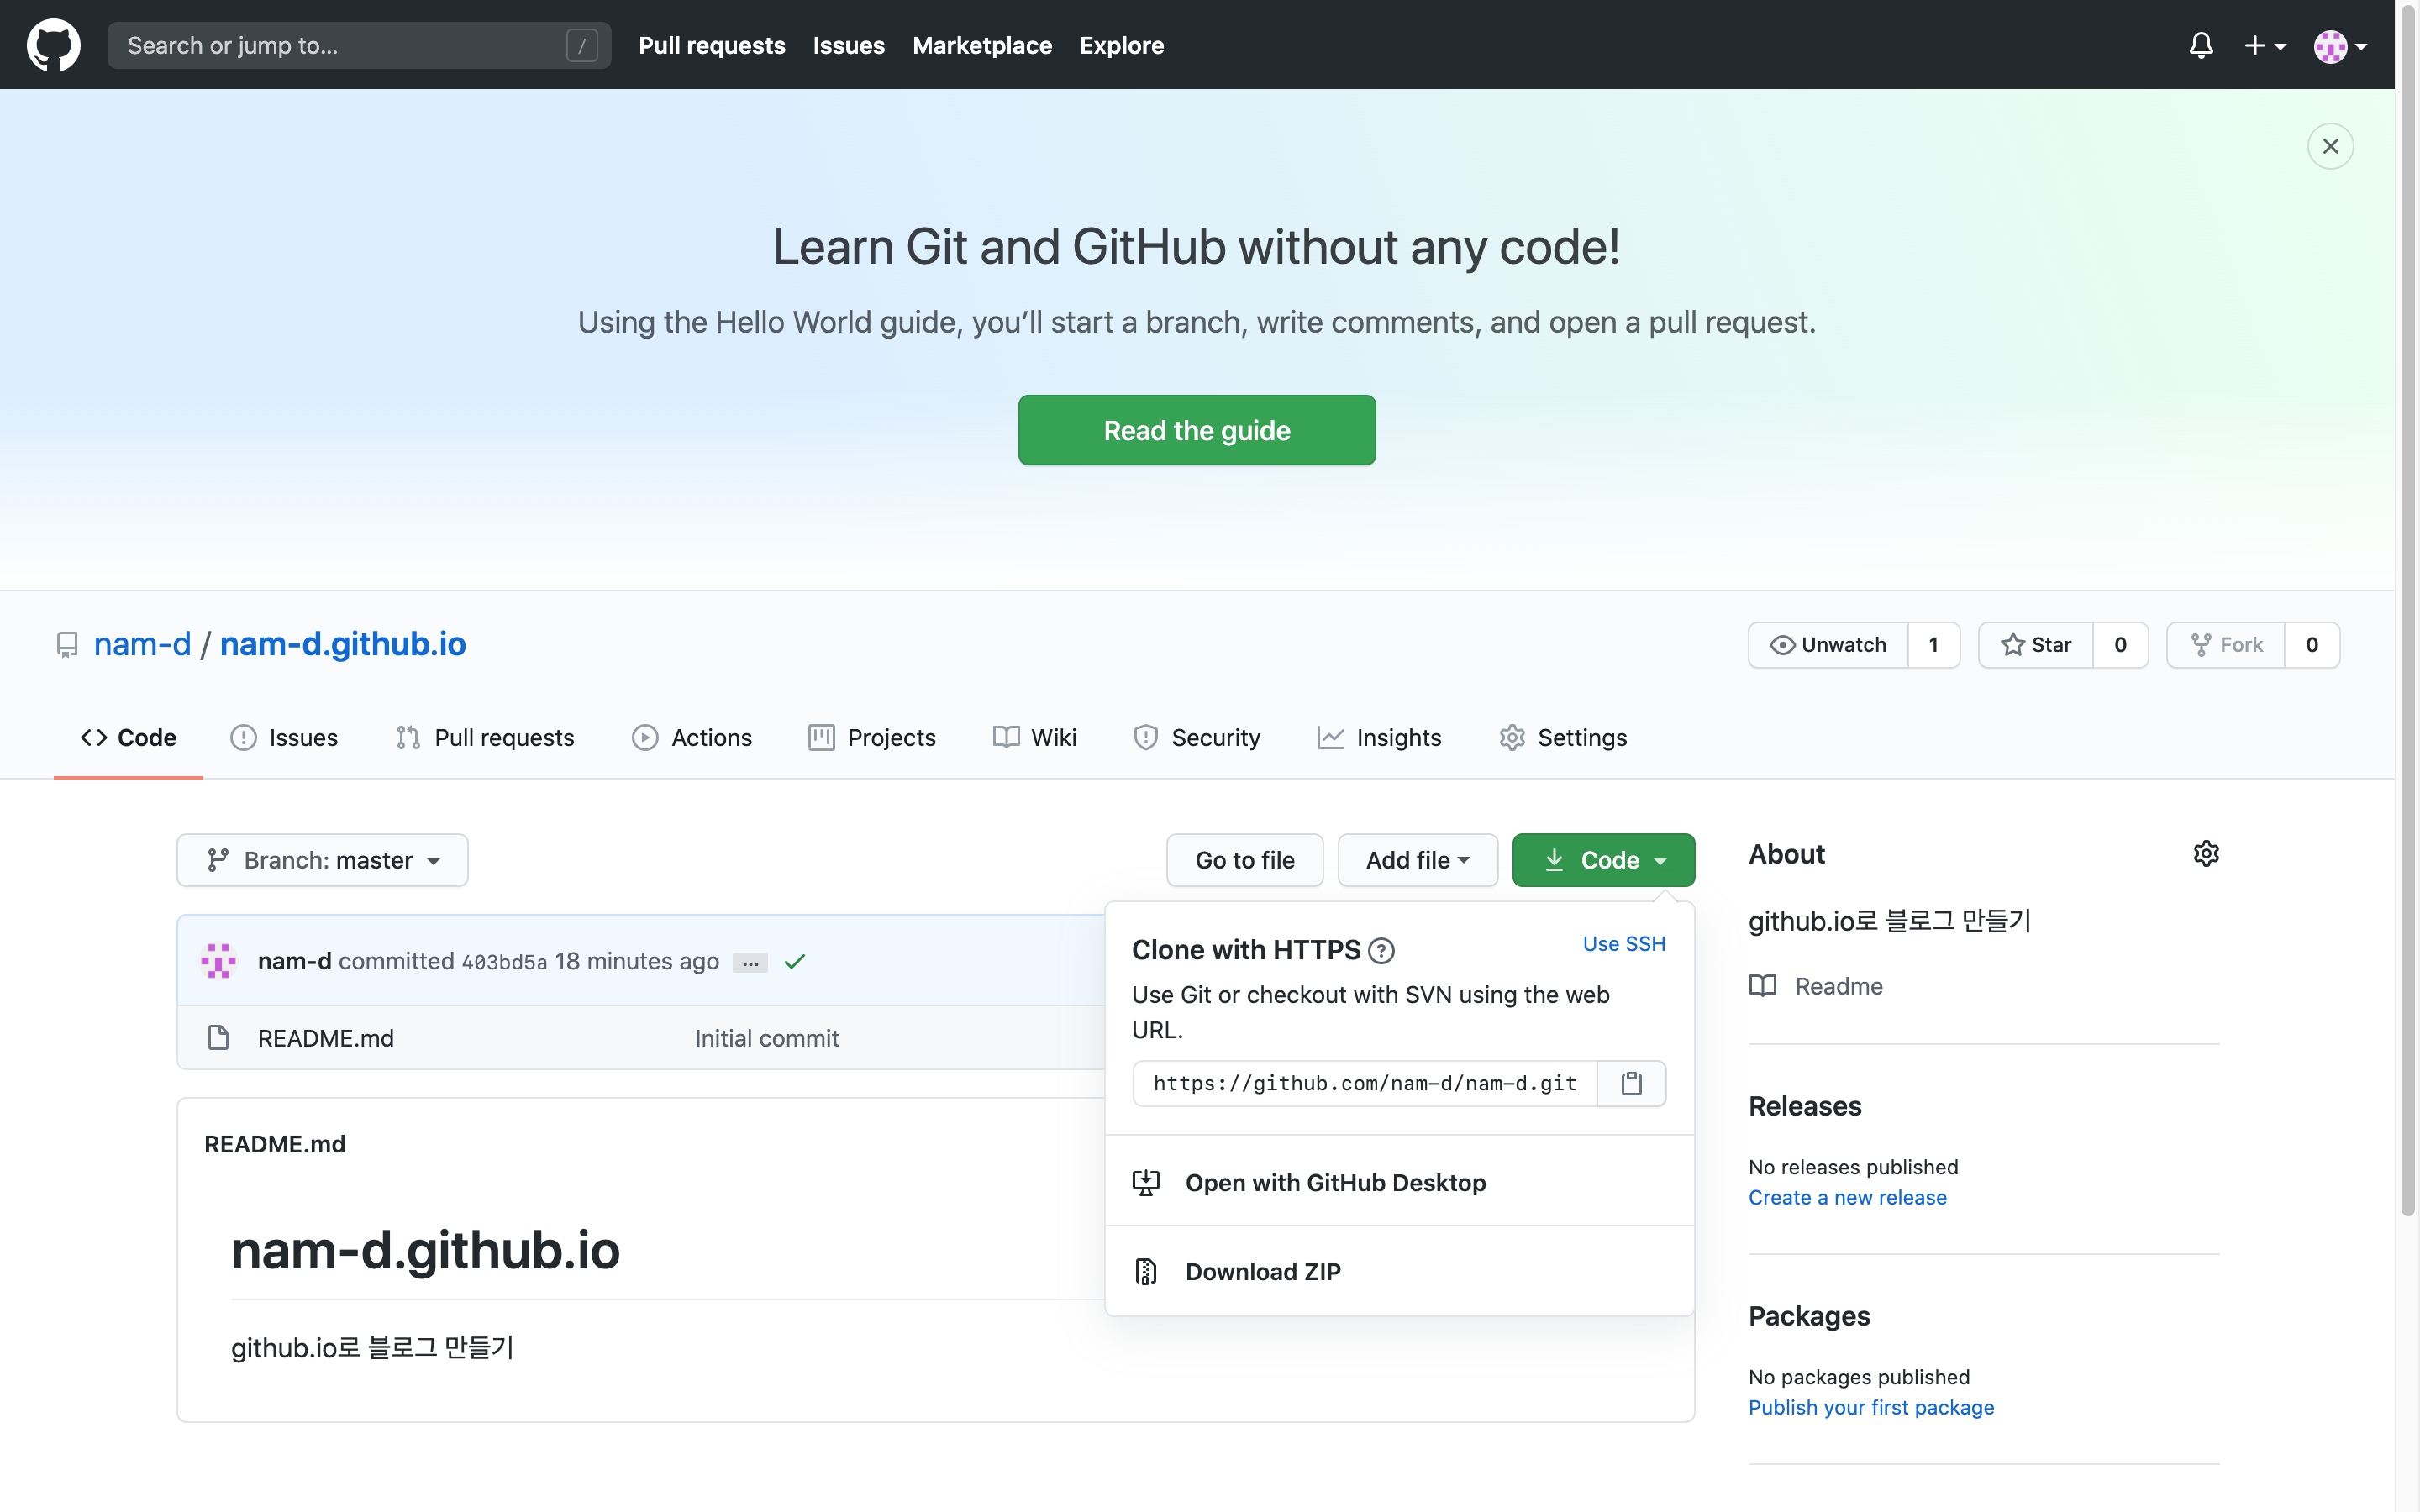 Search or jump to... /
Pull requests Issues Marketplace Explore
Learn Git and GitHub without any code!
Using the Hello World guide, you’ll start a branch, write comments, and open a pull request.
Read the guide
nam-d / nam-d.github.io
Unwatch 1 Star 0 Fork 0
Code Issues Pull requests Actions Projects Wiki Security Insights Settings
Branch: master
Go to file Add file Code
nam-d committed 403bd5a 18 minutes ago ...
README.md Initial commit
Clone with HTTPS Use SSH
Use Git or checkout with SVN using the web
URL.
https://github.com/nam-d/nam-d.git
Open with GitHub Desktop
Download ZIP
README.md
nam-d.github.io
github.io로 블로그 만들기
About
github.io로 블로그 만들기
Readme
Releases
No releases published
Create a new release
Packages
No packages published
Publish your first package